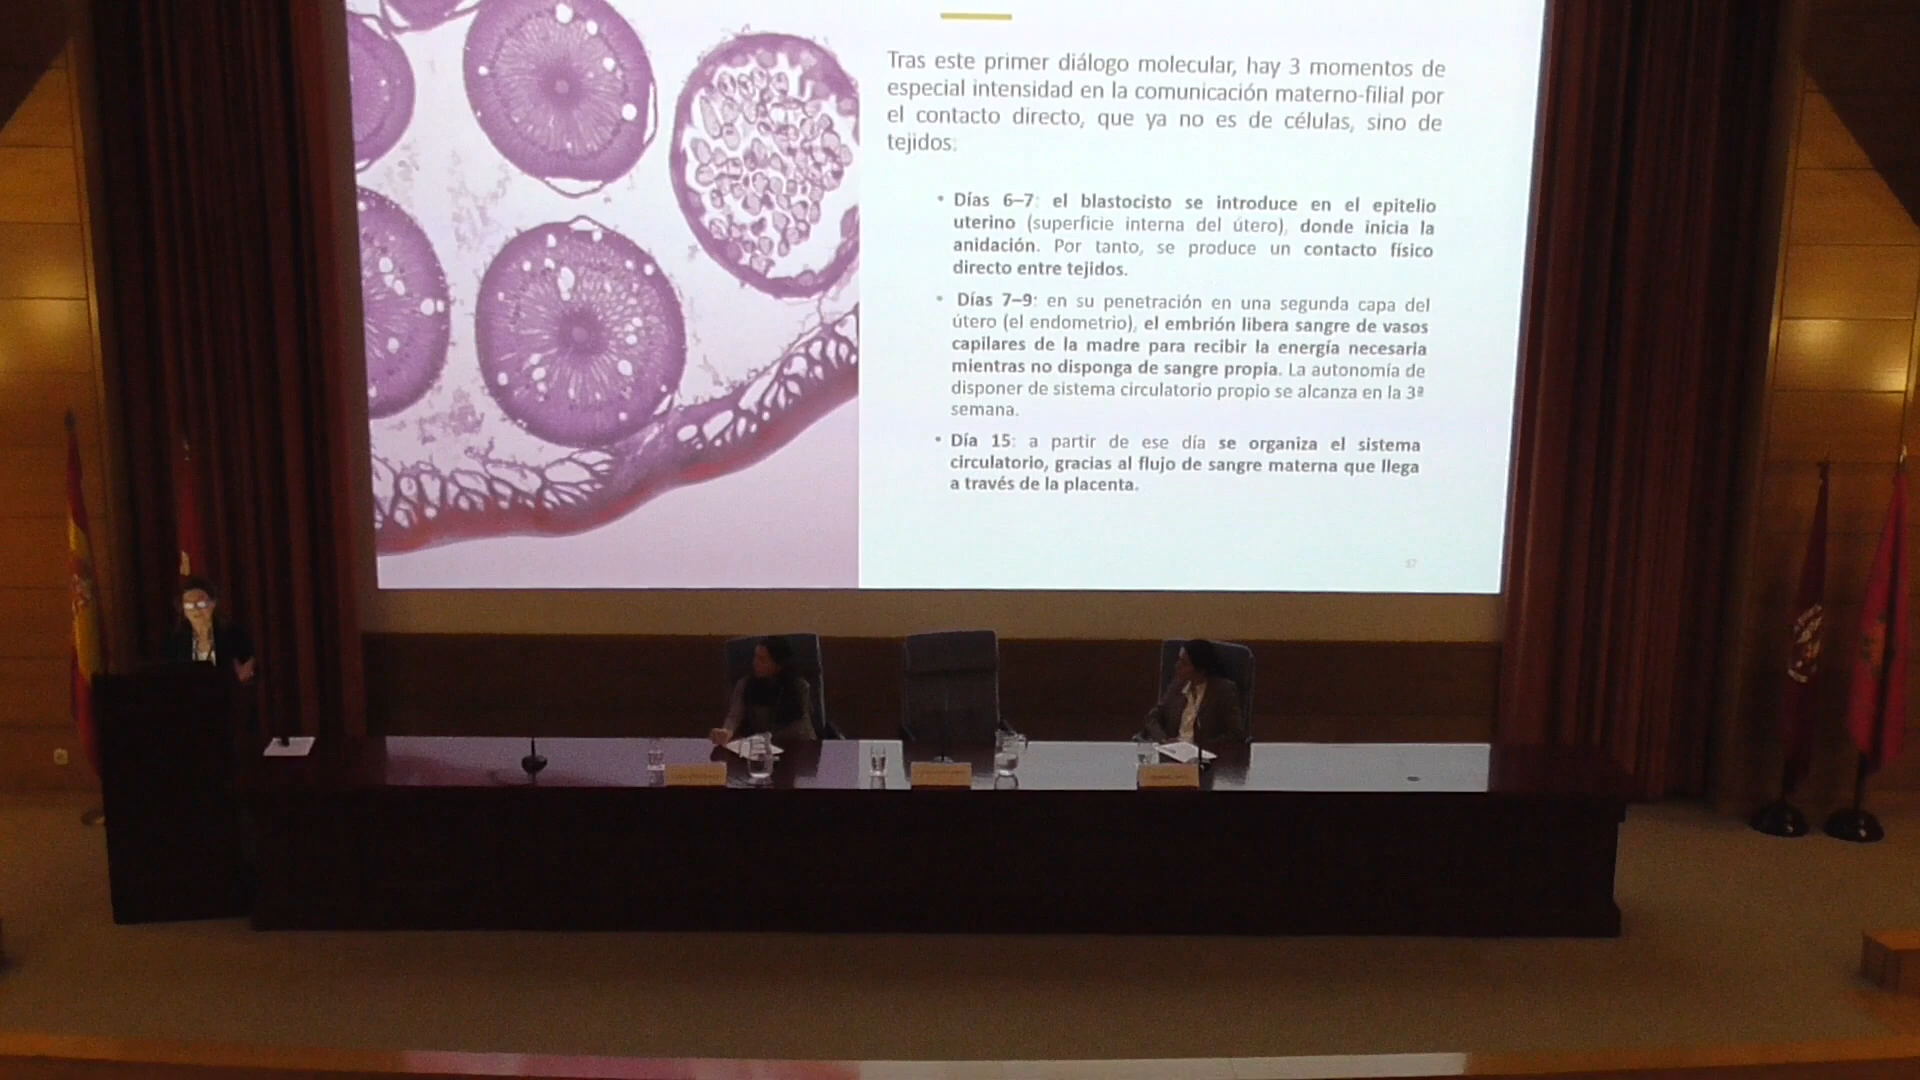 Tras este primer diálogo molecular, hay 3 momentos de
especial intensidad en la comunicación materno-filial por
el contacto directo, que ya no es de células, sino de
tejidos:
• Días 6–7: el blastocisto se introduce en el epitelio
uterino (superficie interna del útero), donde inicia la
anidación. Por tanto, se produce un contacto físico
directo entre tejidos.
• Días 7–9: en su penetración en una segunda capa del
útero (el endometrio), el embrión libera sangre de vasos
capilares de la madre para recibir la energía necesaria
mientras no disponga de sangre propia. La autonomía de
disponer de sistema circulatorio propio se alcanza en la 3ª
semana.
• Día 15: a partir de ese día se organiza el sistema
circulatorio, gracias al flujo de sangre materna que llega
a través de la placenta.